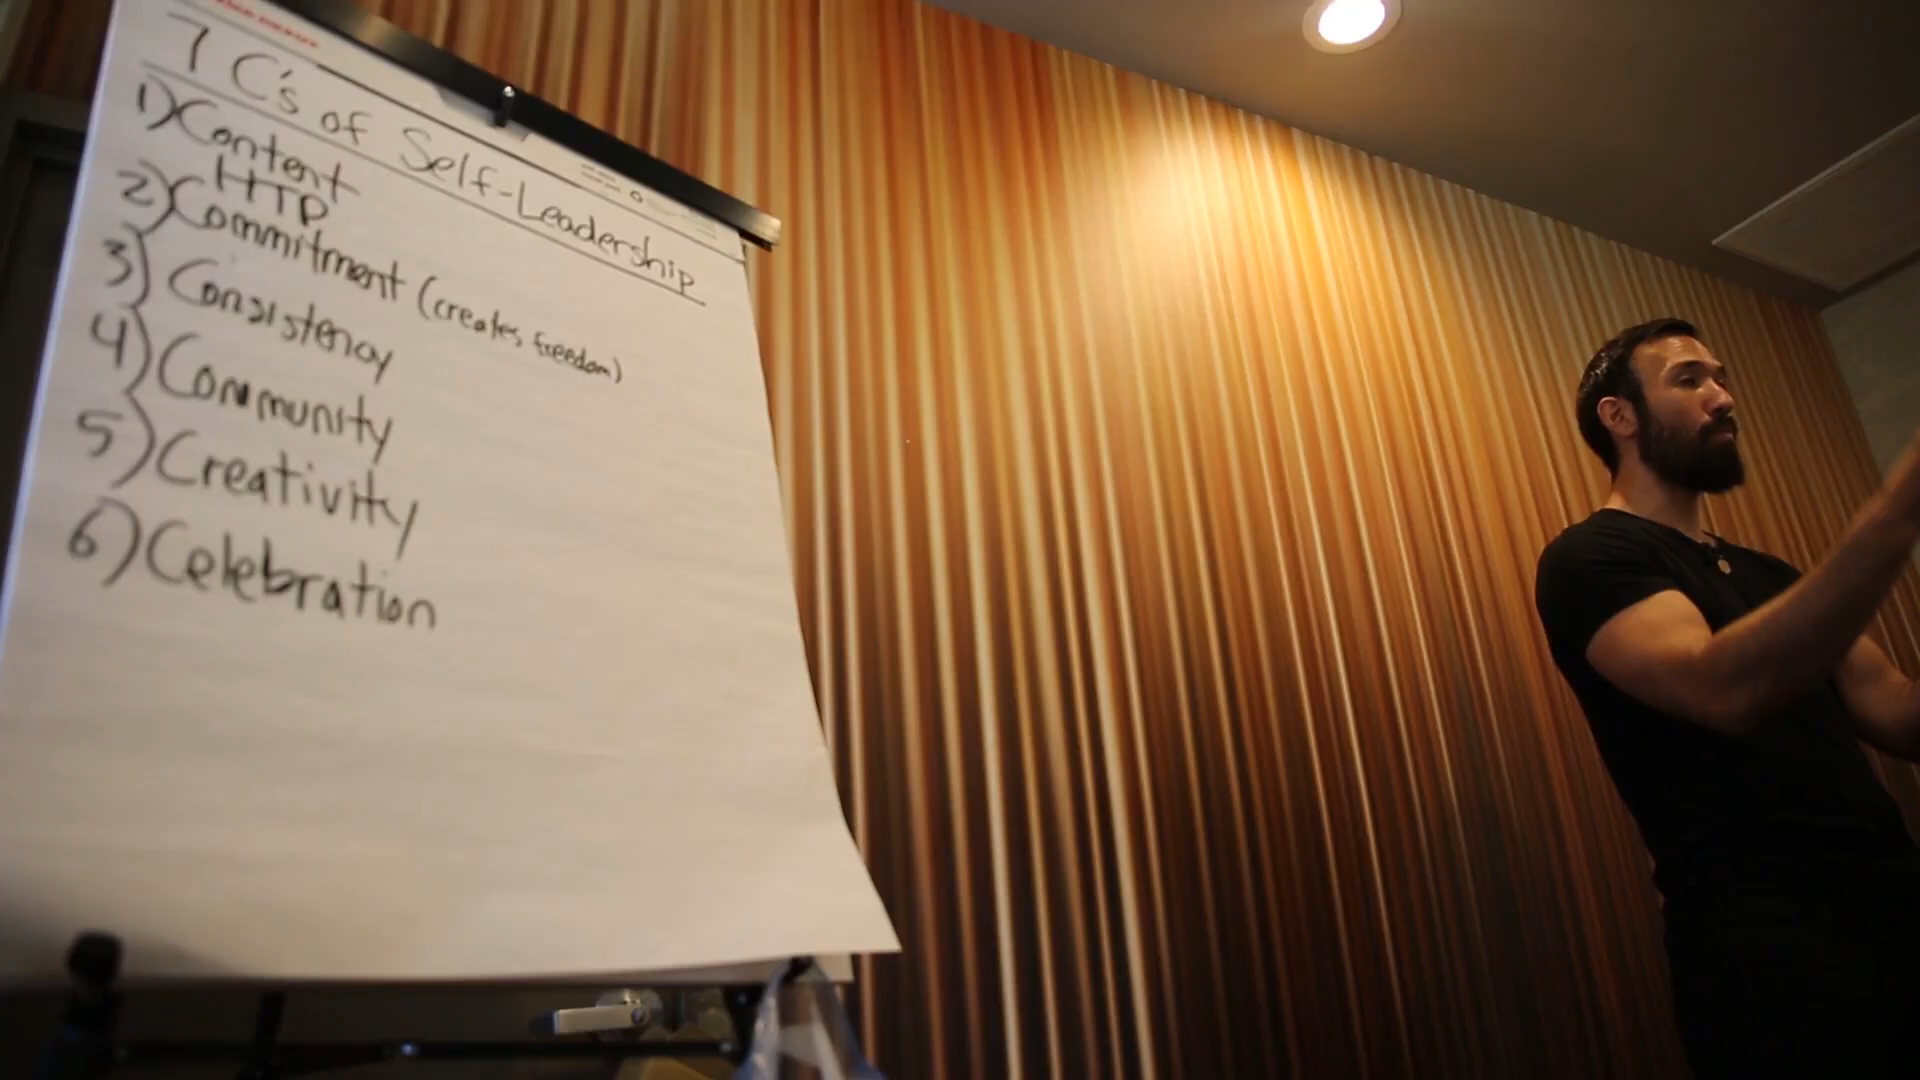 7 C's of Self-Leadership
1) Content
HTP
2) Commitment (creates freedom)
3) Consistency
4) Community
5) Creativity
6) Celebration